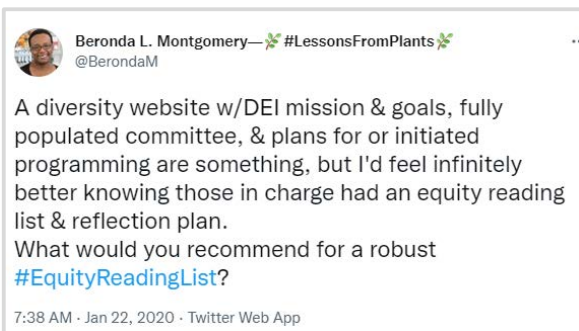 Beronda L. Montgomery—🌿#LessonsFromPlants🌿
@BerondaM
A diversity website w/DEI mission & goals, fully
populated committee, & plans for or initiated
programming are something, but I'd feel infinitely
better knowing those in charge had an equity reading
list & reflection plan.
What would you recommend for a robust
#EquityReadingList?
7:38 AM · Jan 22, 2020 · Twitter Web App